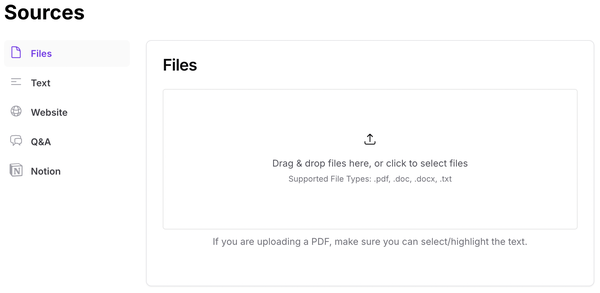 Sources
Files
Text
Website
Q&A
Notion
Files
Drag & drop files here, or click to select files
Supported File Types: .pdf, .doc, .docx, .txt
If you are uploading a PDF, make sure you can select/highlight the text.